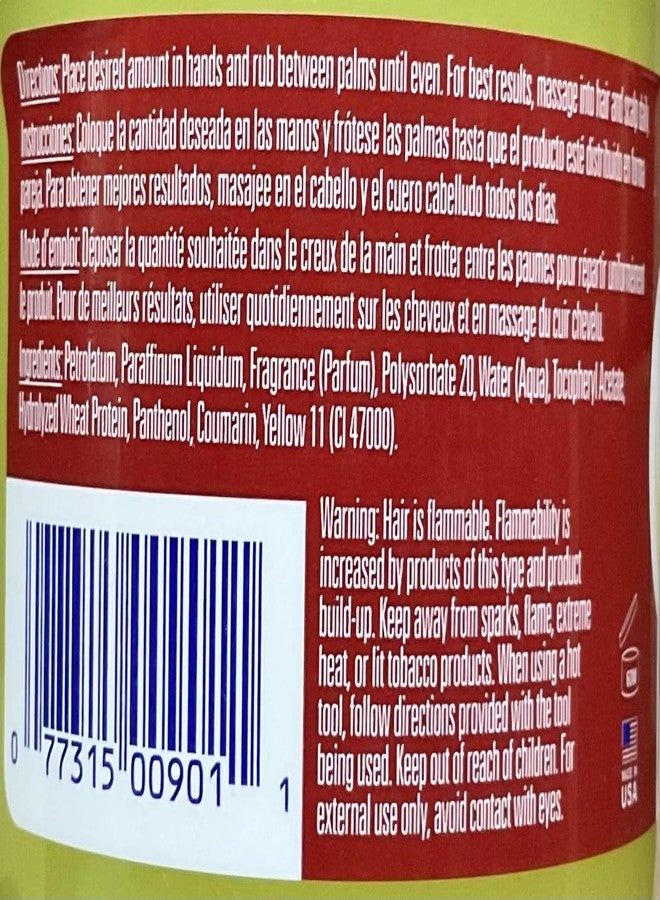 Directions: Place desired amount in hands and rub between palms until even. For best results, massage into hair and scalp daily
Instrucciones: Coloque la cantidad deseada en las manos y frótese las palmas hasta que el producto esté distribuido en forma
pareja. Para obtener mejores resultados, masajee en el cabello y el cuero cabelludo todos los días.
Mode d'emploi: Déposer la quantité souhaitée dans le creux de la main et frotter entre les paumes pour répartir uniformément
le produit. Pour de meilleurs résultats, utiliser quotidiennement sur les cheveux et en massage du cuir chevelu.
Ingredients: Petrolatum, Paraffinum Liquidum, Fragrance (Parfum), Polysorbate 20, Water (Aqua), Tocopheryl Acetate,
Hydrolyzed Wheat Protein, Panthenol, Coumarin, Yellow 11 (CI 47000).
Warning: Hair is flammable. Flammability is
increased by products of this type and product
build-up. Keep away from sparks, flame, extreme
heat, or lit tobacco products. When using a hot
tool, follow directions provided with the tool
being used. Keep out of reach of children. For
external use only, avoid contact with eyes.
0 77315 00901 1
MADE IN
USA